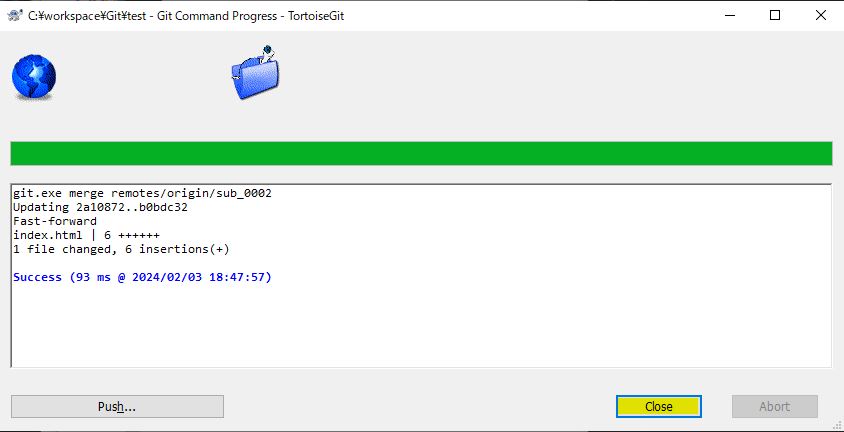 C:¥workspace¥Git¥test - Git Command Progress - TortoiseGit
git.exe merge remotes/origin/sub_0002
Updating 2a10872..b0bdc32
Fast-forward
index.html | 6 ++++++
1 file changed, 6 insertions(+)
Success (93 ms @ 2024/02/03 18:47:57)
Push...
Close
Abort